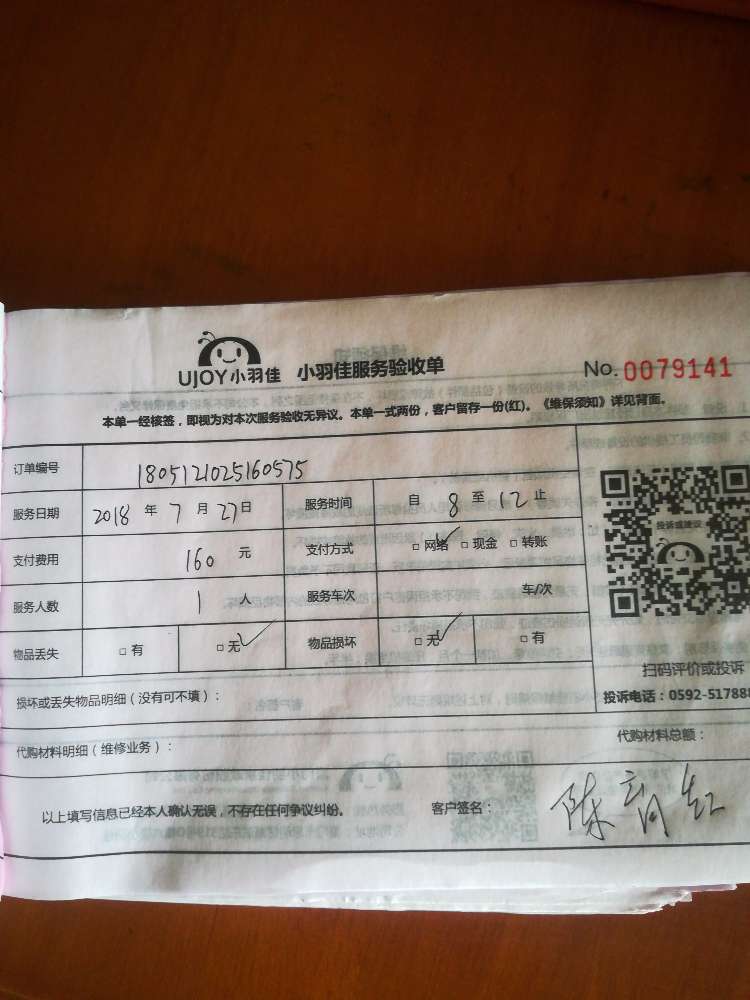 UJOY小羽佳 小羽佳服务验收单 No. 0079141
本单一经核签，即视为对本次服务验收无异议。本单一式两份，客户留存一份(红)。《维保须知》详见背面。
订单编号 1805121025160575
服务日期 2018 年 7 月 27 日 服务时间 自 8 至 12 止
支付费用 160 元 支付方式 □ 网络 □ 现金 □ 转账
服务人数 1 人 服务车次 车/次
物品丢失 □ 有 □ 无 物品损坏 □ 无 □ 有
投诉或建议
扫码评价或投诉
投诉电话：0592-517888
损坏或丢失物品明细（没有可不填）：
代购材料明细（维修业务）： 代购材料总额：
以上填写信息已经本人确认无误，不存在任何争议纠纷。 客户签名： 陈